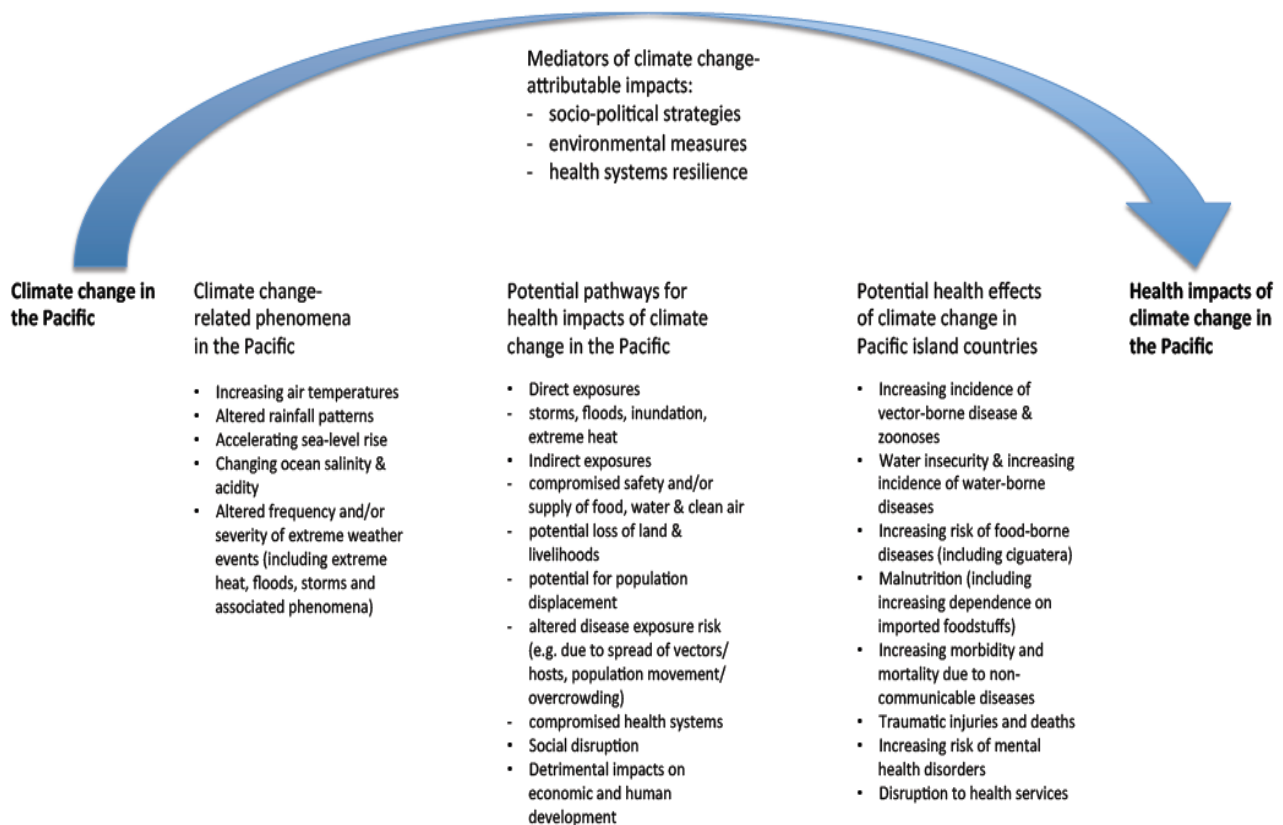 Mediators of climate change-
attributable impacts:
- socio-political strategies
- environmental measures
- health systems resilience
Climate change in
the Pacific
Climate change-
related phenomena
in the Pacific
• Increasing air temperatures
• Altered rainfall patterns
• Accelerating sea-level rise
• Changing ocean salinity &
acidity
• Altered frequency and/or
severity of extreme weather
events (including extreme
heat, floods, storms and
associated phenomena)
Potential pathways for
health impacts of climate
change in the Pacific
• Direct exposures
- storms, floods, inundation,
extreme heat
• Indirect exposures
- compromised safety and/or
supply of food, water & clean air
- potential loss of land &
livelihoods
- potential for population
displacement
- altered disease exposure risk
(e.g. due to spread of vectors/
hosts, population movement/
overcrowding)
- compromised health systems
• Social disruption
• Detrimental impacts on
economic and human
development
Potential health effects
of climate change in
Pacific island countries
• Increasing incidence of
vector-borne disease &
zoonoses
• Water insecurity & increasing
incidence of water-borne
diseases
• Increasing risk of food-borne
diseases (including ciguatera)
• Malnutrition (including
increasing dependence on
imported foodstuffs)
• Increasing morbidity and
mortality due to non-
communicable diseases
• Traumatic injuries and deaths
• Increasing risk of mental
health disorders
• Disruption to health services
Health impacts of
climate change in
the Pacific